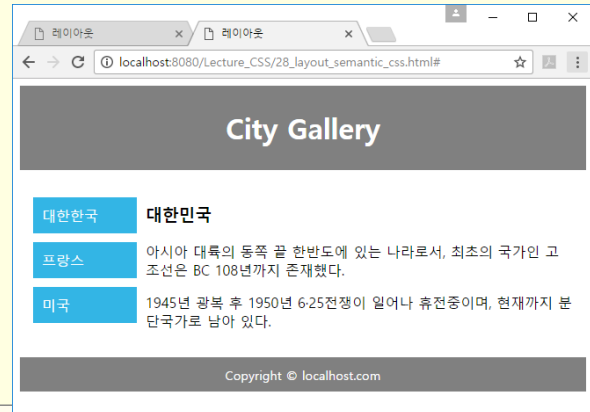 레이아웃
레이아웃
localhost:8080/Lecture_CSS/28_layout_semantic_css.html#
City Gallery
대한한국
대한민국
프랑스
아시아 대륙의 동쪽 끝 한반도에 있는 나라로서, 최초의 국가인 고
조선은 BC 108년까지 존재했다.
미국
1945년 광복 후 1950년 6·25전쟁이 일어나 휴전중이며, 현재까지 분
단국가로 남아 있다.
Copyright © localhost.com